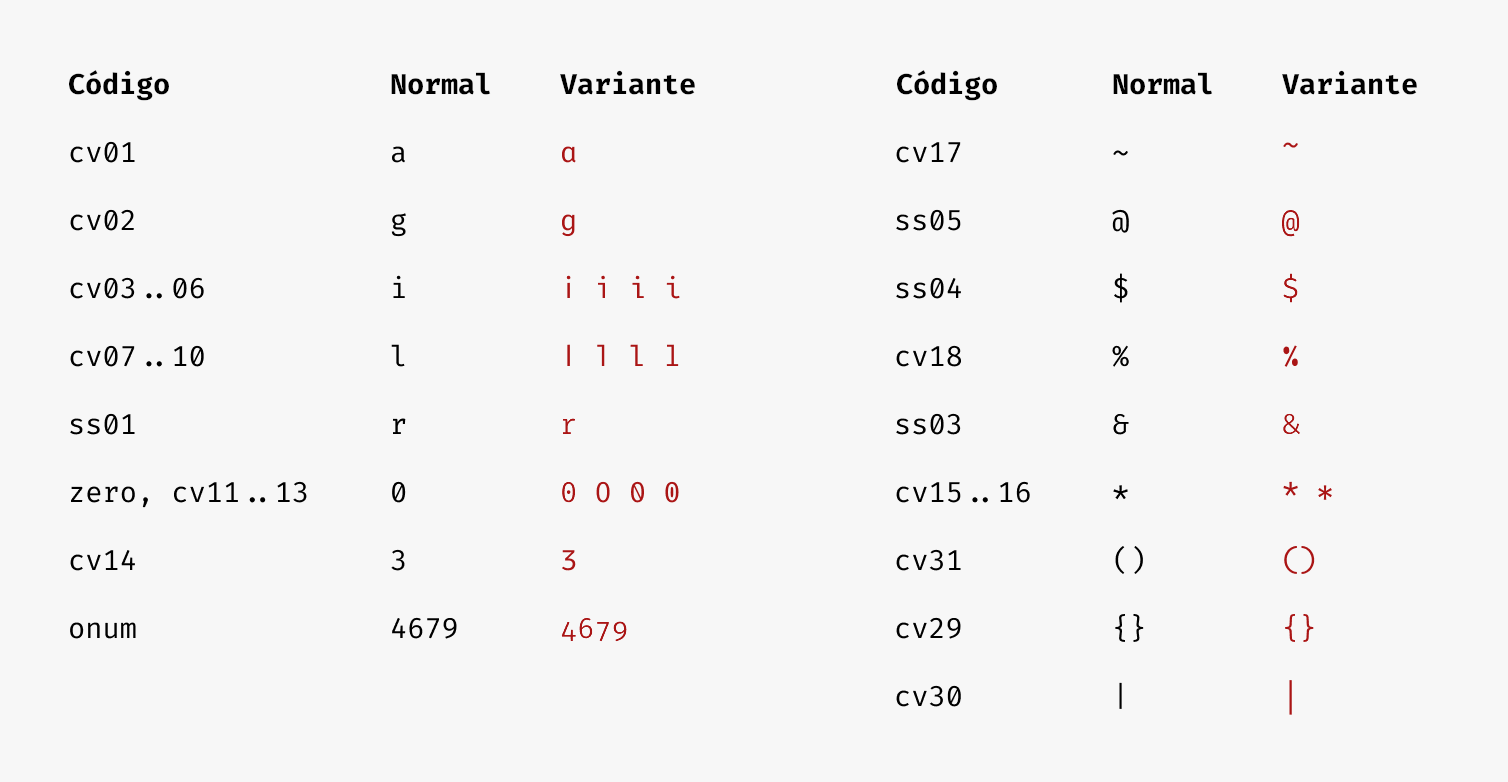 Código Normal Variante
cv01 a a
cv02 g g
cv03..06 i i i i i
cv07..10 l l l l l
ss01 r r
zero, cv11..13 0 0 0 0 0
cv14 3 3
onum 4679 4679
Código Normal Variante
cv17 ~ ~
ss05 @ @
ss04 $ $
cv18 % %
ss03 & &
cv15..16 * * *
cv31 () ()
cv29 {} {}
cv30 | |